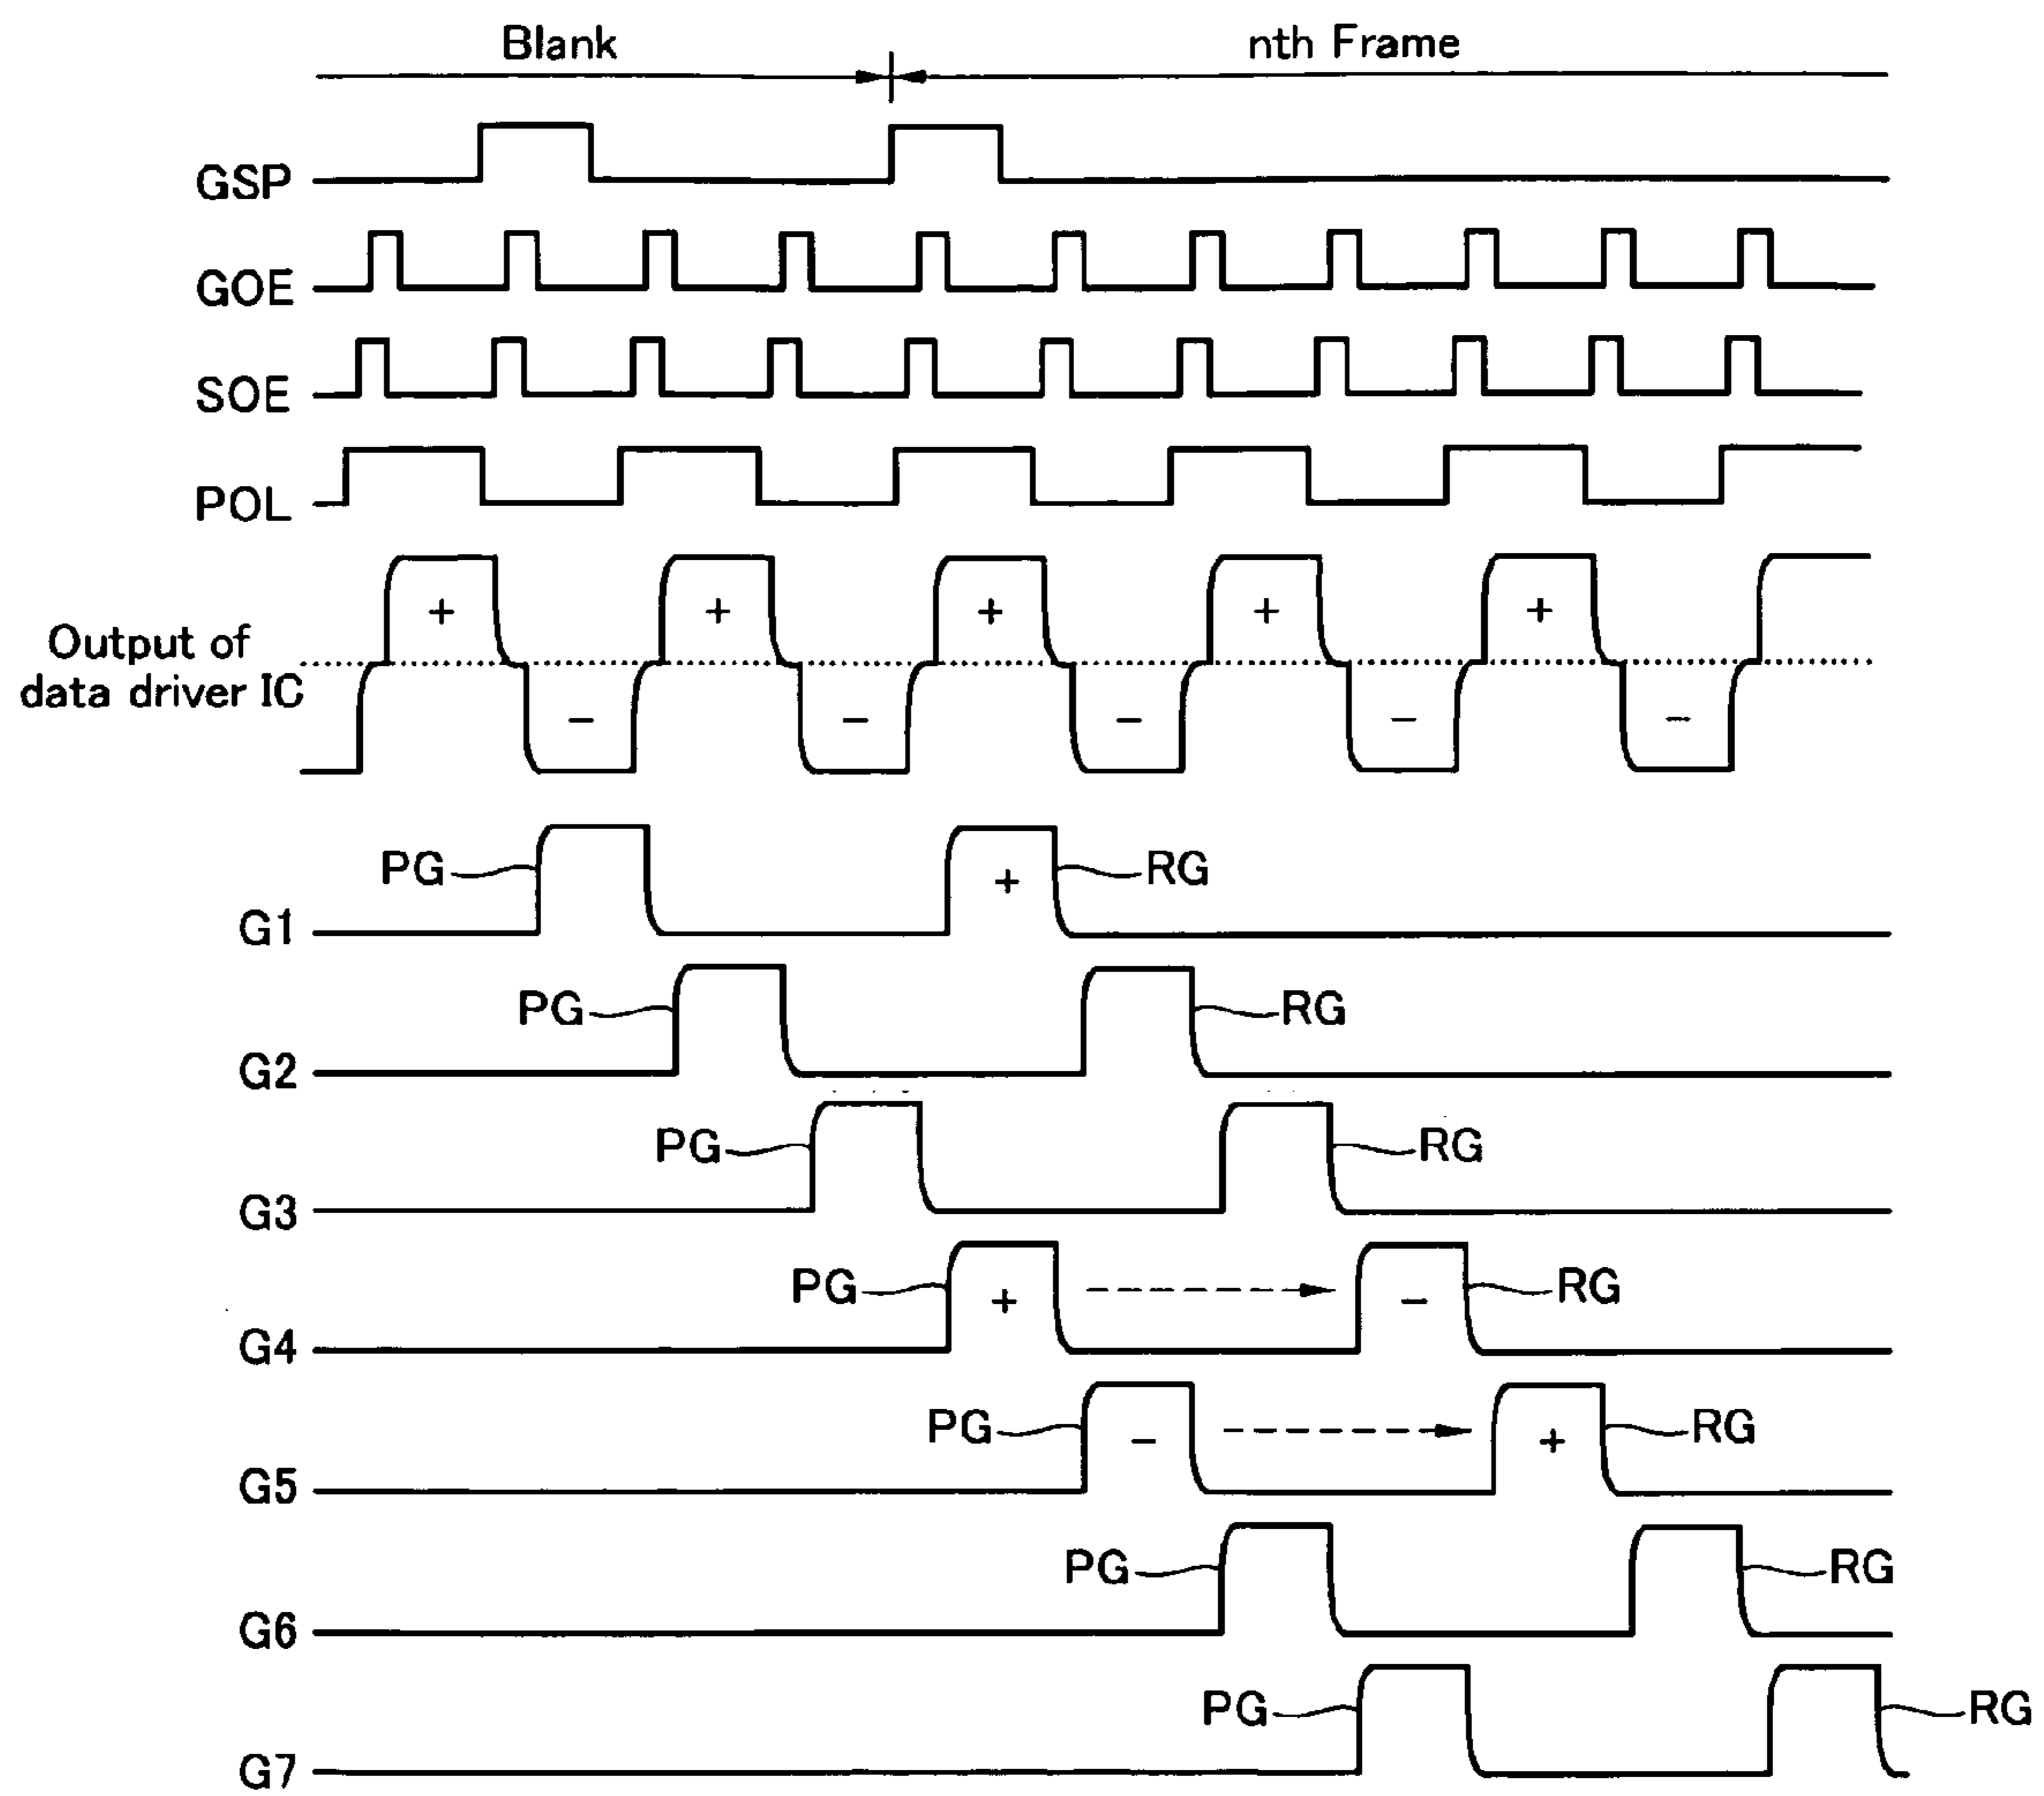 Blank nth Frame
GSP
GOE
SOE
POL
+ + + + +
Output of
data driver IC
- - - - -
PG + RG
G1
PG RG
G2
PG RG
G3
PG + - RG
G4
PG - + RG
G5
PG RG
G6
PG RG
G7